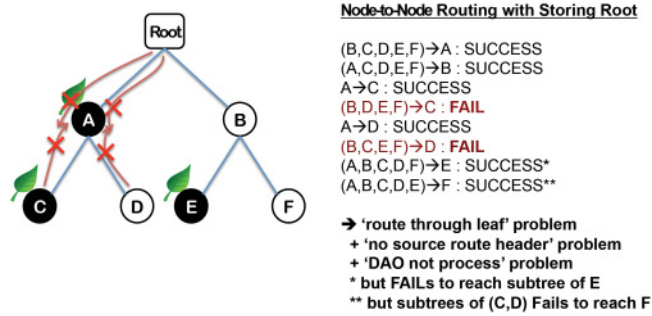 Root
A
B
C
D
E
F
Node-to-Node Routing with Storing Root
(B,C,D,E,F)➔A : SUCCESS
(A,C,D,E,F)➔B : SUCCESS
A➔C : SUCCESS
(B,D,E,F)➔C : FAIL
A➔D : SUCCESS
(B,C,E,F)➔D : FAIL
(A,B,C,D,F)➔E : SUCCESS*
(A,B,C,D,E)➔F : SUCCESS**
➔ ‘route through leaf’ problem
+ ‘no source route header’ problem
+ ‘DAO not process’ problem
* but FAILs to reach subtree of E
** but subtrees of (C,D) Fails to reach F